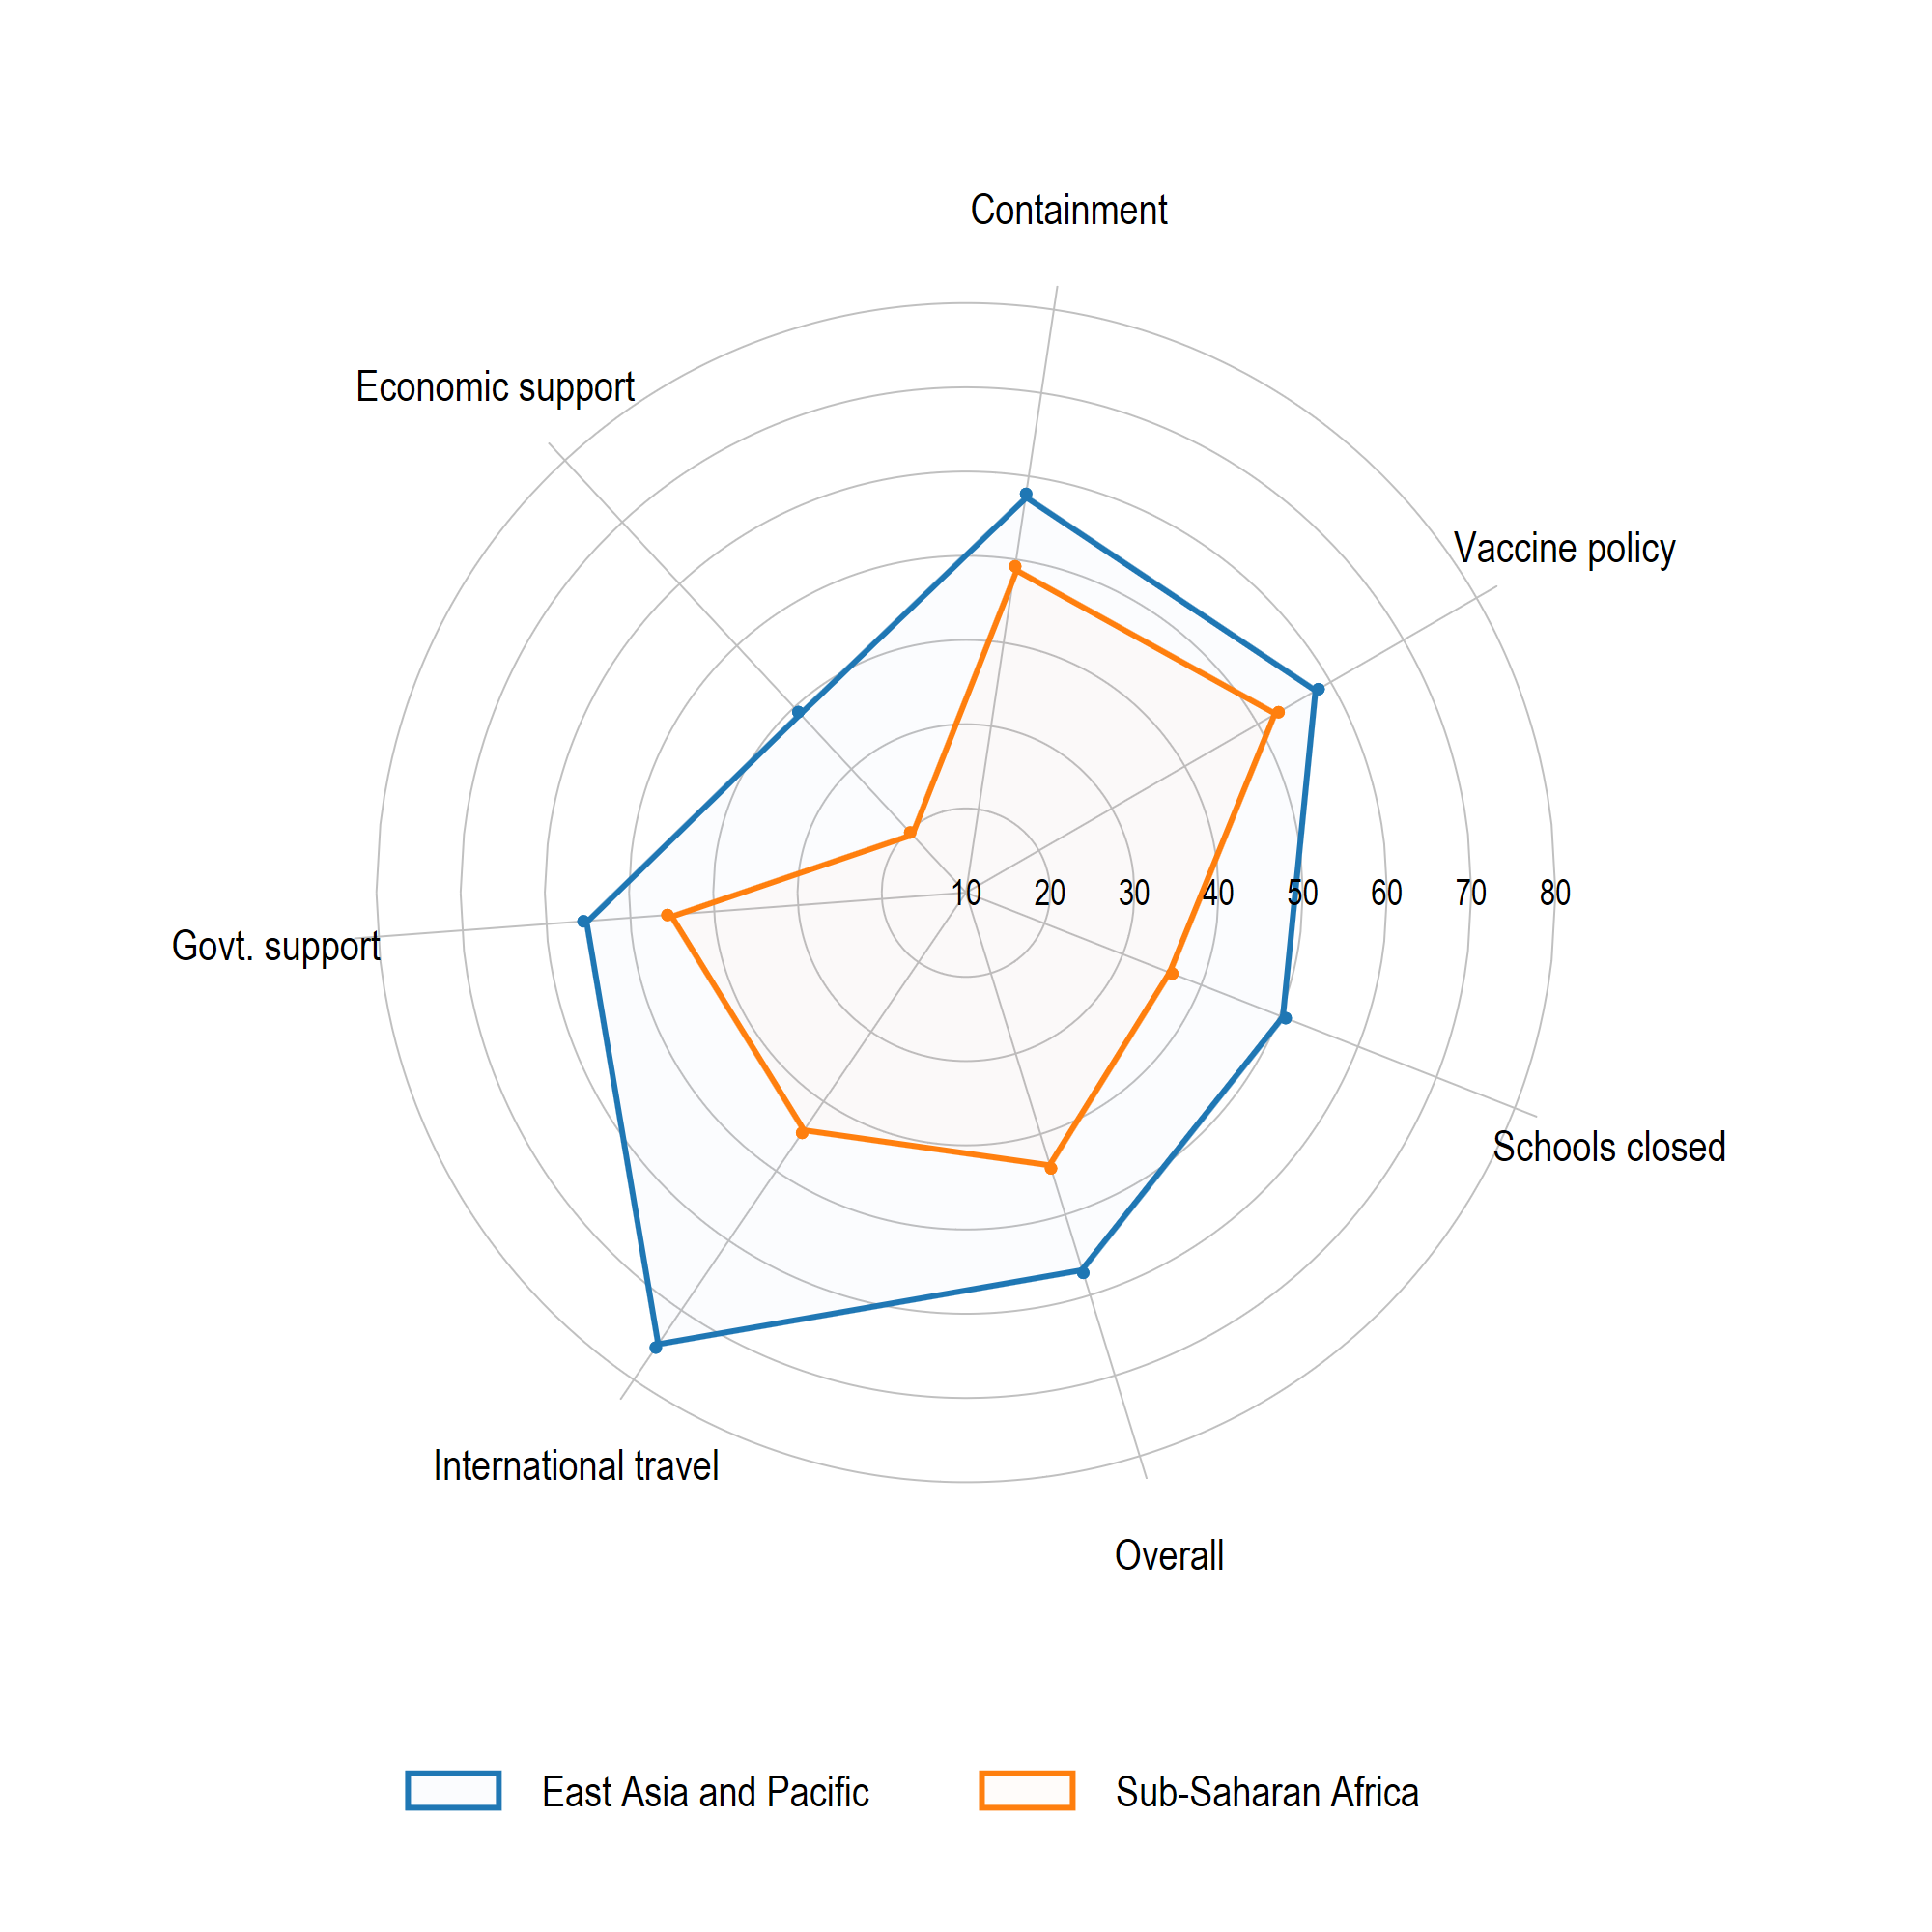 Containment
Economic support
Vaccine policy
10 20 30 40 50 60 70 80
Govt. support
Schools closed
International travel
Overall
East Asia and Pacific
Sub-Saharan Africa